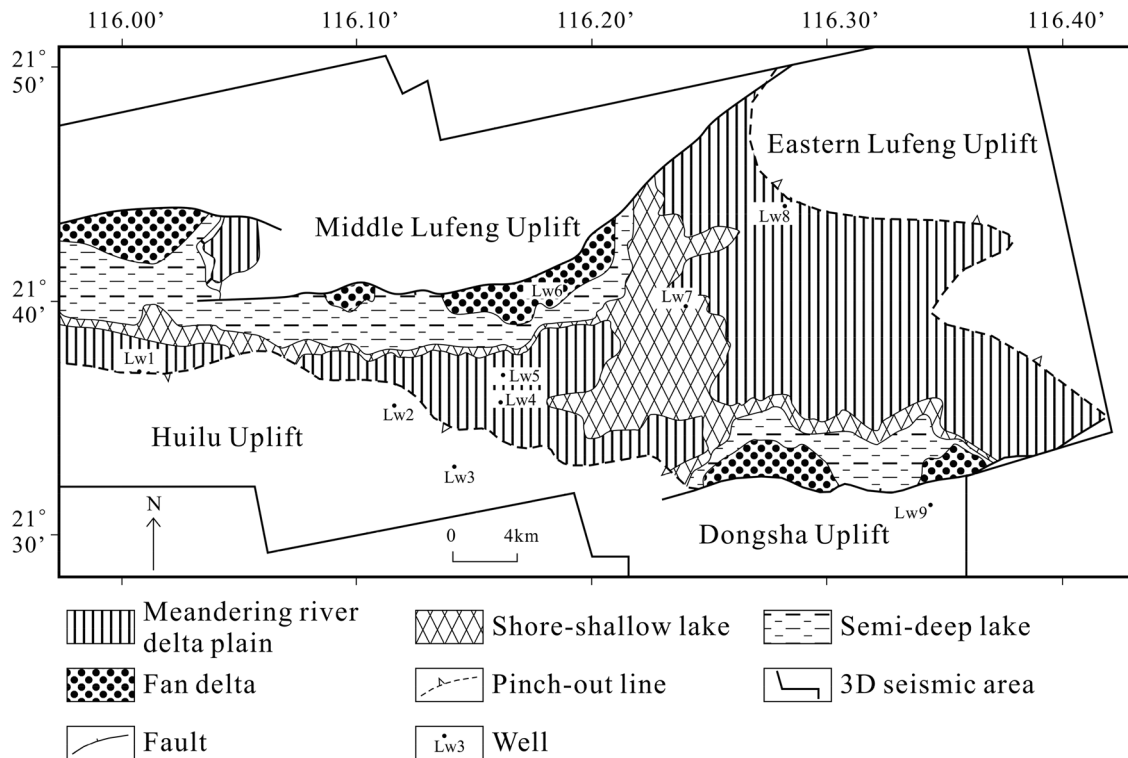 116.00' 116.10' 116.20' 116.30' 116.40'
21°
50'
Eastern Lufeng Uplift
Lw8
Middle Lufeng Uplift
Lw6
21°
40'
Lw7
Lw1
Lw5
Lw4
Lw2
Huilu Uplift
Lw3
N
Lw9
21°
30'
0 4km
Dongsha Uplift
Meandering river
delta plain
Shore-shallow lake
Semi-deep lake
Fan delta
Pinch-out line
3D seismic area
Fault
Lw3
Well